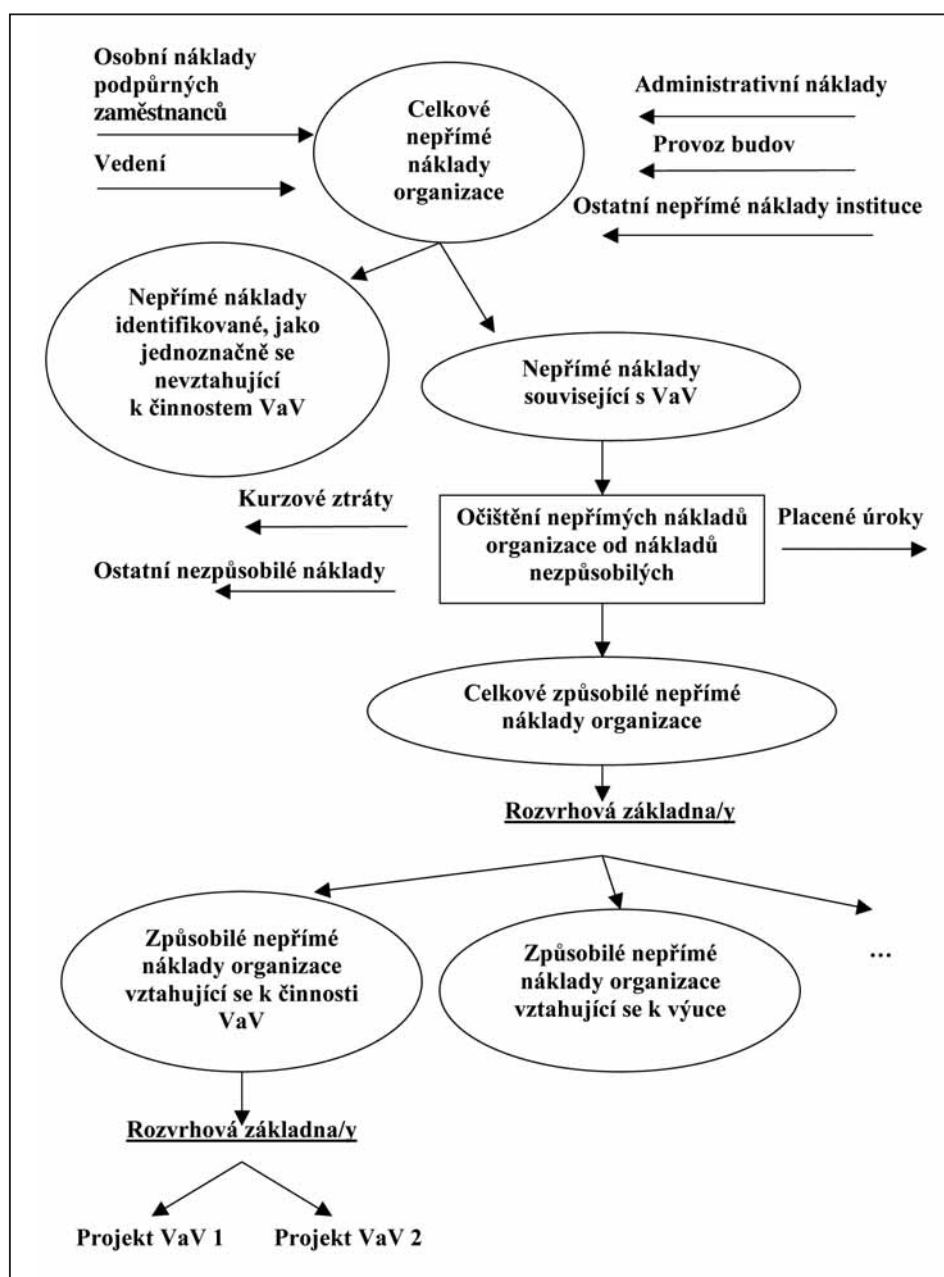 Osobní náklady
podpůrných
zaměstnanců
Vedení
Celkové
nepřímé
náklady
organizace
Administrativní náklady
Provoz budov
Ostatní nepřímé náklady instituce
Nepřímé náklady
identifikované, jako
jednoznačně se
nevztahující
k činnostem VaV
Nepřímé náklady
související s VaV
Kurzové ztráty
Ostatní nezpůsobilé náklady
Očištění nepřímých nákladů
organizace od nákladů
nezpůsobilých
Placené úroky
Celkové způsobilé nepřímé
náklady organizace
Rozvrhová základna/y
Způsobilé nepřímé
náklady organizace
vztahující se k činnosti
VaV
Způsobilé nepřímé
náklady organizace
vztahující se k výuce
...
Rozvrhová základna/y
Projekt VaV 1
Projekt VaV 2